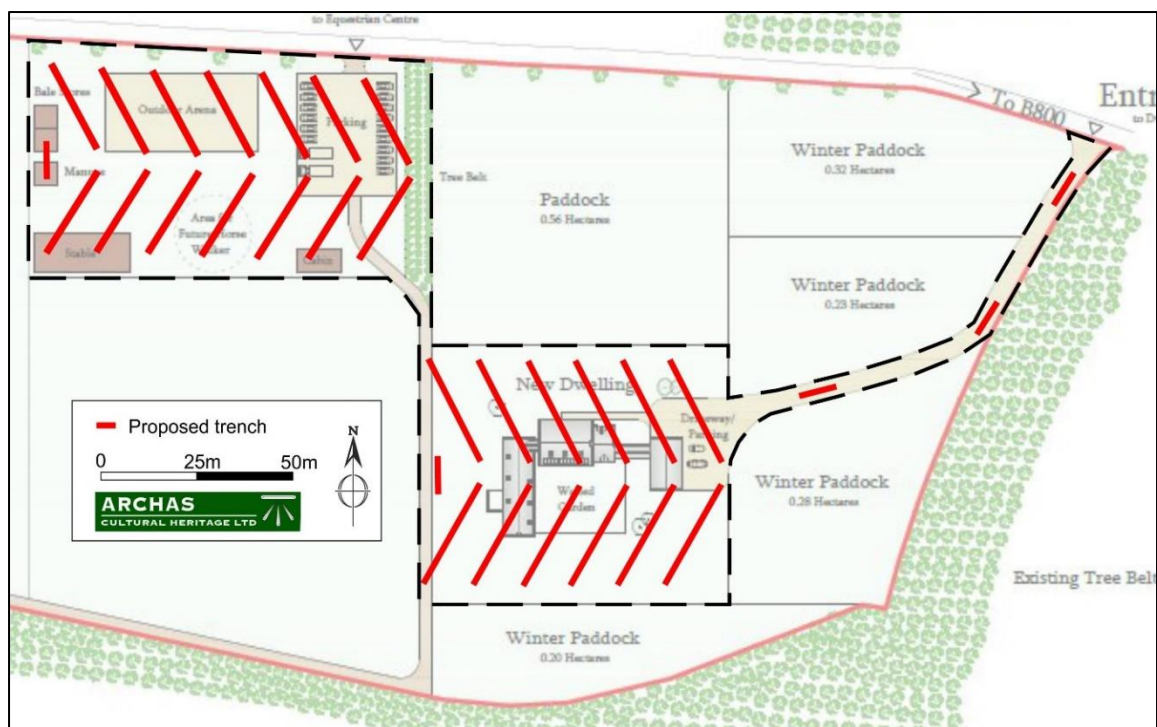 to Equestrian Centre
Bale Stores
Outdoor Arena
Parking
To B800
Entr
to D
Winter Paddock
0.32 Hectares
Manege
Tree Belt
Paddock
0.56 Hectares
Area for
Future Horse
Walker
Stable
Cabin
Winter Paddock
0.23 Hectares
New Dwelling
Driveway/
Parking
Proposed trench
0 25m 50m
N
ARCHAS
CULTURAL HERITAGE LTD
Walled
Garden
Winter Paddock
0.28 Hectares
Existing Tree Belt
Winter Paddock
0.20 Hectares